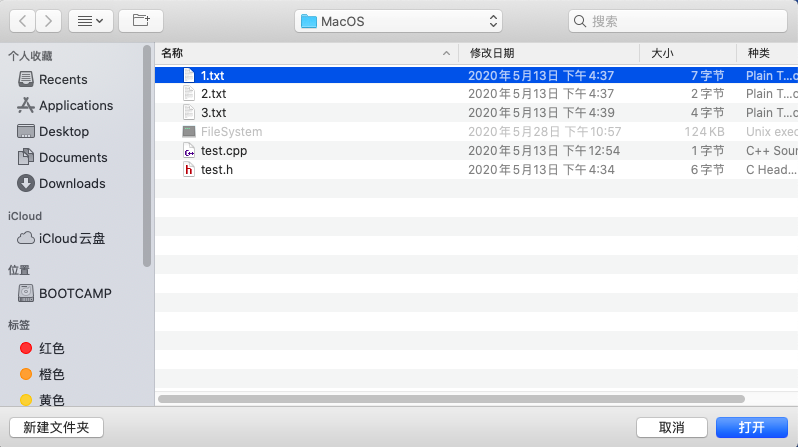 MacOS
搜索
个人收藏
Recents
Applications
Desktop
Documents
Downloads
iCloud
iCloud云盘
位置
BOOTCAMP
标签
红色
橙色
黄色
名称 修改日期 大小 种类
1.txt 2020年5月13日 下午4:37 7 字节 Plain T...c
2.txt 2020年5月13日 下午4:37 2 字节 Plain T...c
3.txt 2020年5月13日 下午4:39 4 字节 Plain T...c
FileSystem 2020年5月28日 下午10:57 124 KB Unix exec
test.cpp 2020年5月13日 下午12:54 1 字节 C++ Sour
test.h 2020年5月13日 下午4:34 6 字节 C Head...
新建文件夹 取消 打开